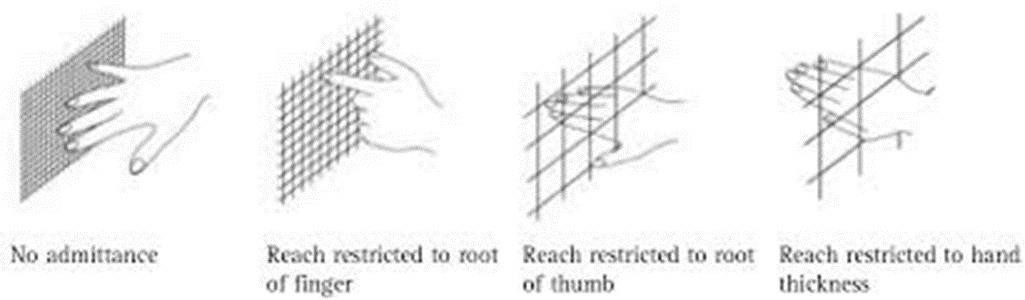 No admittance
Reach restricted to root
of finger
Reach restricted to root
of thumb
Reach restricted to hand
thickness